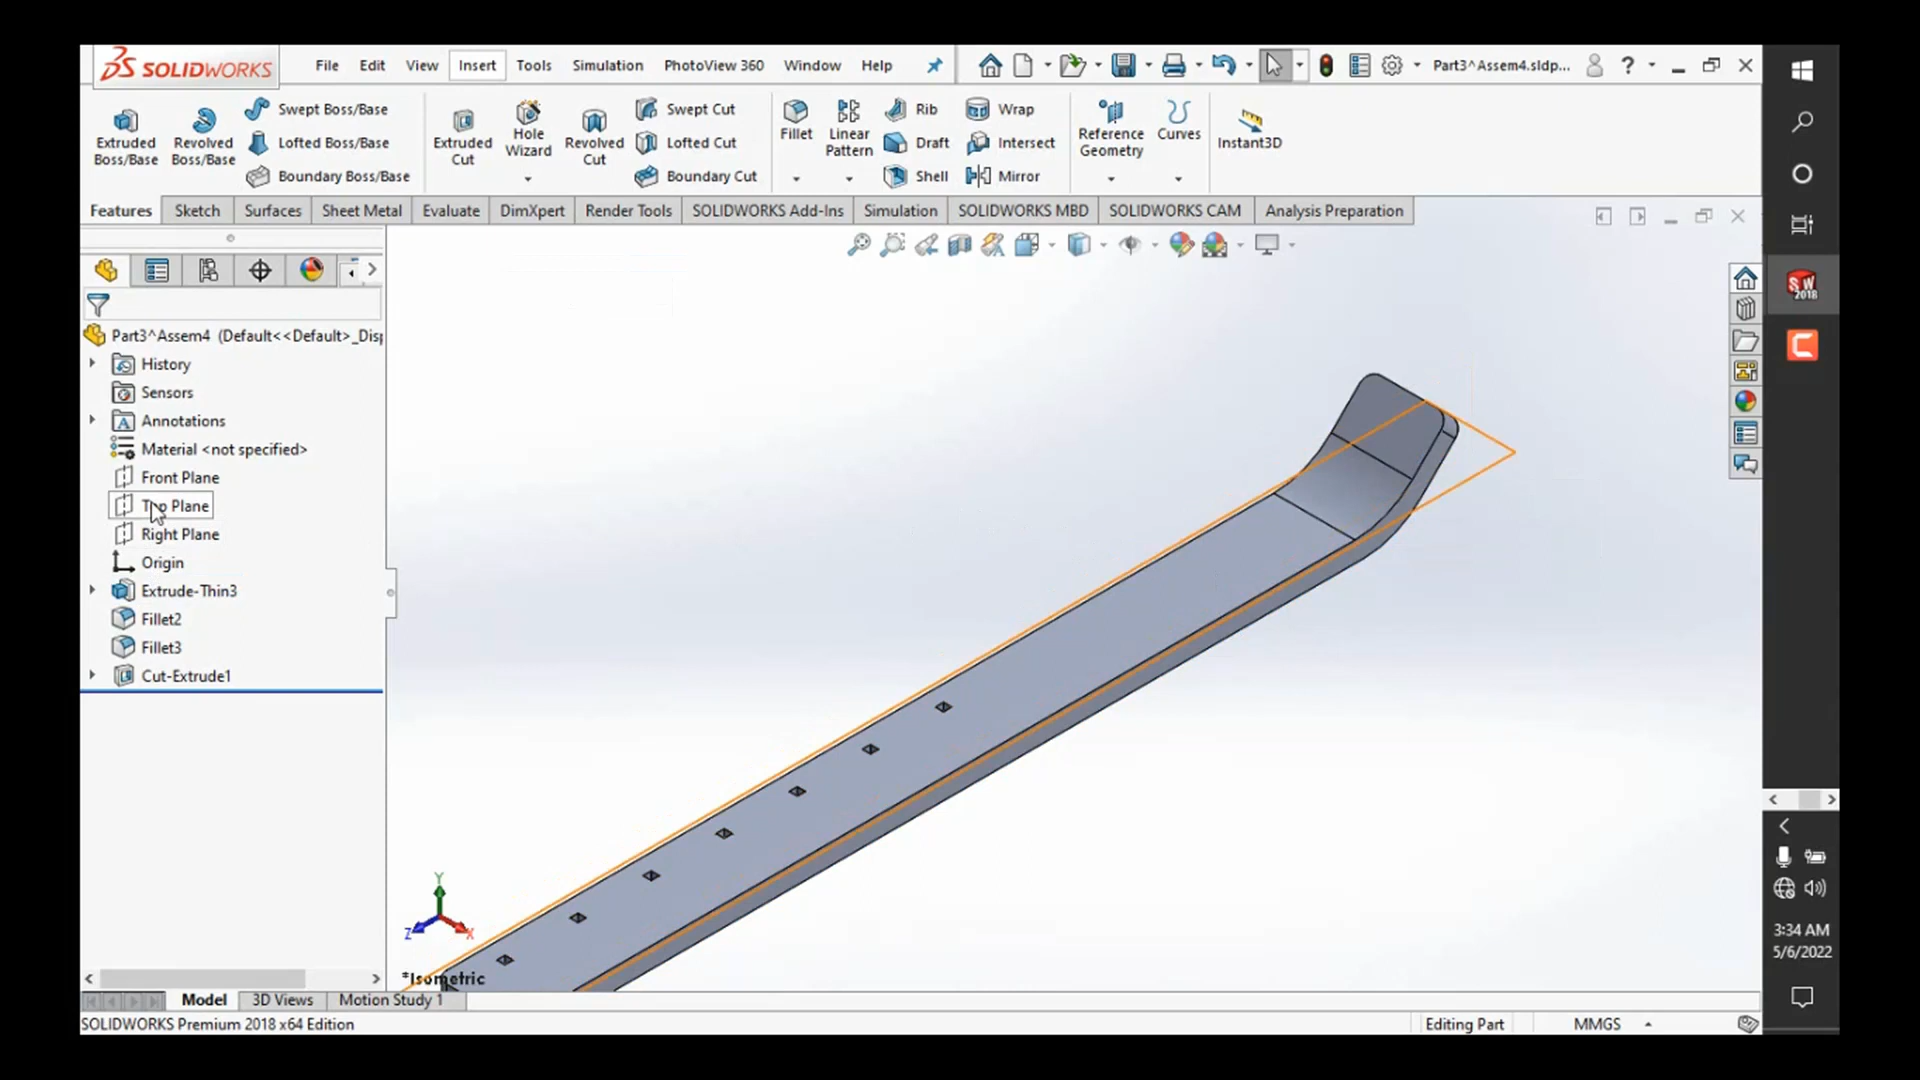 SOLIDWORKS File Edit View Insert Tools Simulation PhotoView 360 Window Help Part3^Assem4.sldp...
Extruded Boss/Base
Revolved Boss/Base
Swept Boss/Base
Lofted Boss/Base
Boundary Boss/Base
Extruded Cut
Hole Wizard
Revolved Cut
Swept Cut
Lofted Cut
Boundary Cut
Fillet
Linear Pattern
Rib
Draft
Shell
Wrap
Intersect
Mirror
Reference Geometry
Curves
Instant3D
Features Sketch Surfaces Sheet Metal Evaluate DimXpert Render Tools SOLIDWORKS Add-Ins Simulation SOLIDWORKS MBD SOLIDWORKS CAM Analysis Preparation
Part3^Assem4 (Default<<Default>_Disp
History
Sensors
Annotations
Material <not specified>
Front Plane
Top Plane
Right Plane
Origin
Extrude-Thin3
Fillet2
Fillet3
Cut-Extrude1
Y
Z X
*Isometric
Model 3D Views Motion Study 1
SOLIDWORKS Premium 2018 x64 Edition
Editing Part MMGS
SW 2018
3:34 AM
5/6/2022